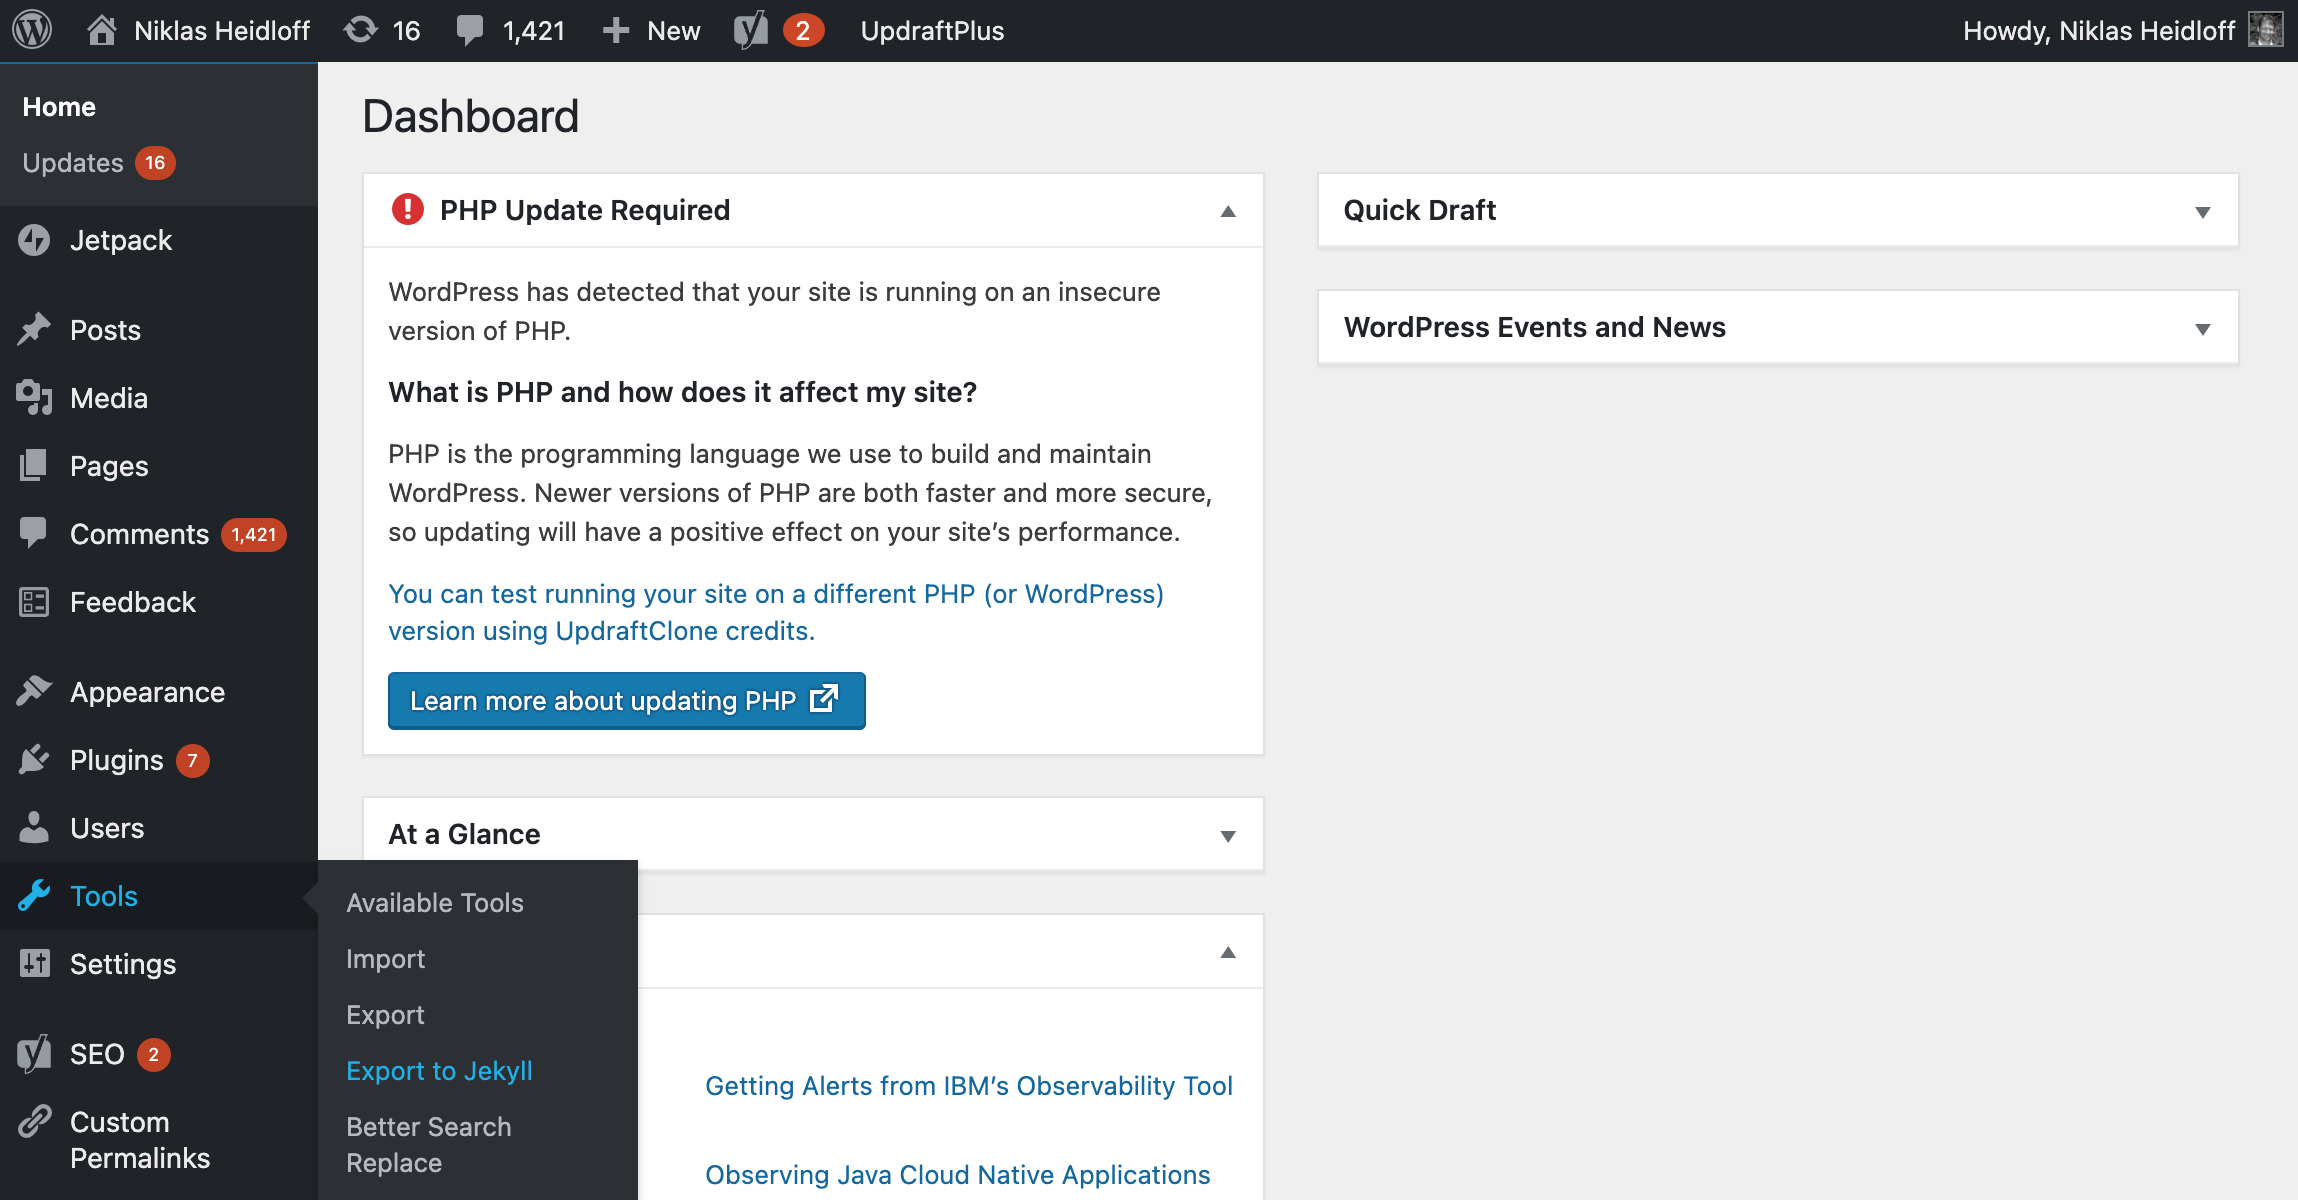 Niklas Heidloff 16 1,421 New 2 UpdraftPlus Howdy, Niklas Heidloff
Home
Updates 16
Jetpack
Posts
Media
Pages
Comments 1,421
Feedback
Appearance
Plugins 7
Users
Tools
Settings
SEO 2
Custom
Permalinks
Available Tools
Import
Export
Export to Jekyll
Better Search
Replace
Dashboard
PHP Update Required
WordPress has detected that your site is running on an insecure
version of PHP.
What is PHP and how does it affect my site?
PHP is the programming language we use to build and maintain
WordPress. Newer versions of PHP are both faster and more secure,
so updating will have a positive effect on your site’s performance.
You can test running your site on a different PHP (or WordPress)
version using UpdraftClone credits.
Learn more about updating PHP
At a Glance
Getting Alerts from IBM’s Observability Tool
Observing Java Cloud Native Applications
Quick Draft
WordPress Events and News